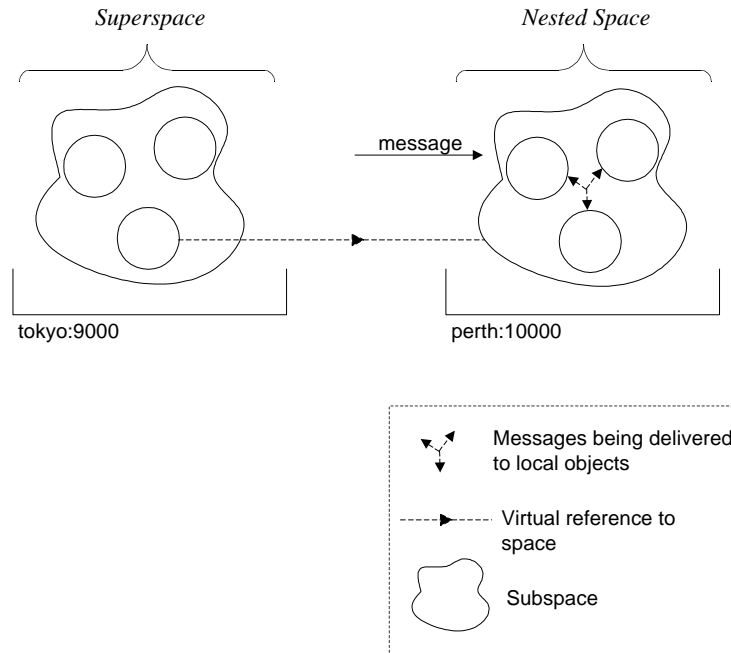 Superspace
Nested Space
message
tokyo:9000
perth:10000
Messages being delivered
to local objects
Virtual reference to
space
Subspace